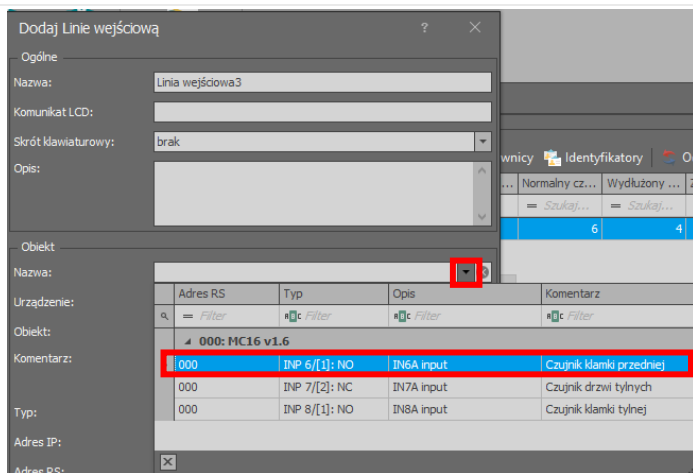 Dodaj Linie wejściową
?
Ogólne
Nazwa:
Linia wejściowa3
Komunikat LCD:
Skrót klawiaturowy:
brak
Opis:
wnicy Identyfikatory O
... Normalny cz... Wydłużony ... Z
= Szukaj... = Szukaj...
6 4
Obiekt
Nazwa:
Urządzenie:
Obiekt:
Komentarz:
Typ:
Adres IP:
Adres RS:
Adres RS Typ Opis Komentarz
= Filter Filter Filter Filter
000: MC16 v1.6
000 INP 6/[1]: NO IN6A input Czujnik klamki przedniej
000 INP 7/[2]: NC IN7A input Czujnik drzwi tylnych
000 INP 8/[1]: NO IN8A input Czujnik klamki tylnej